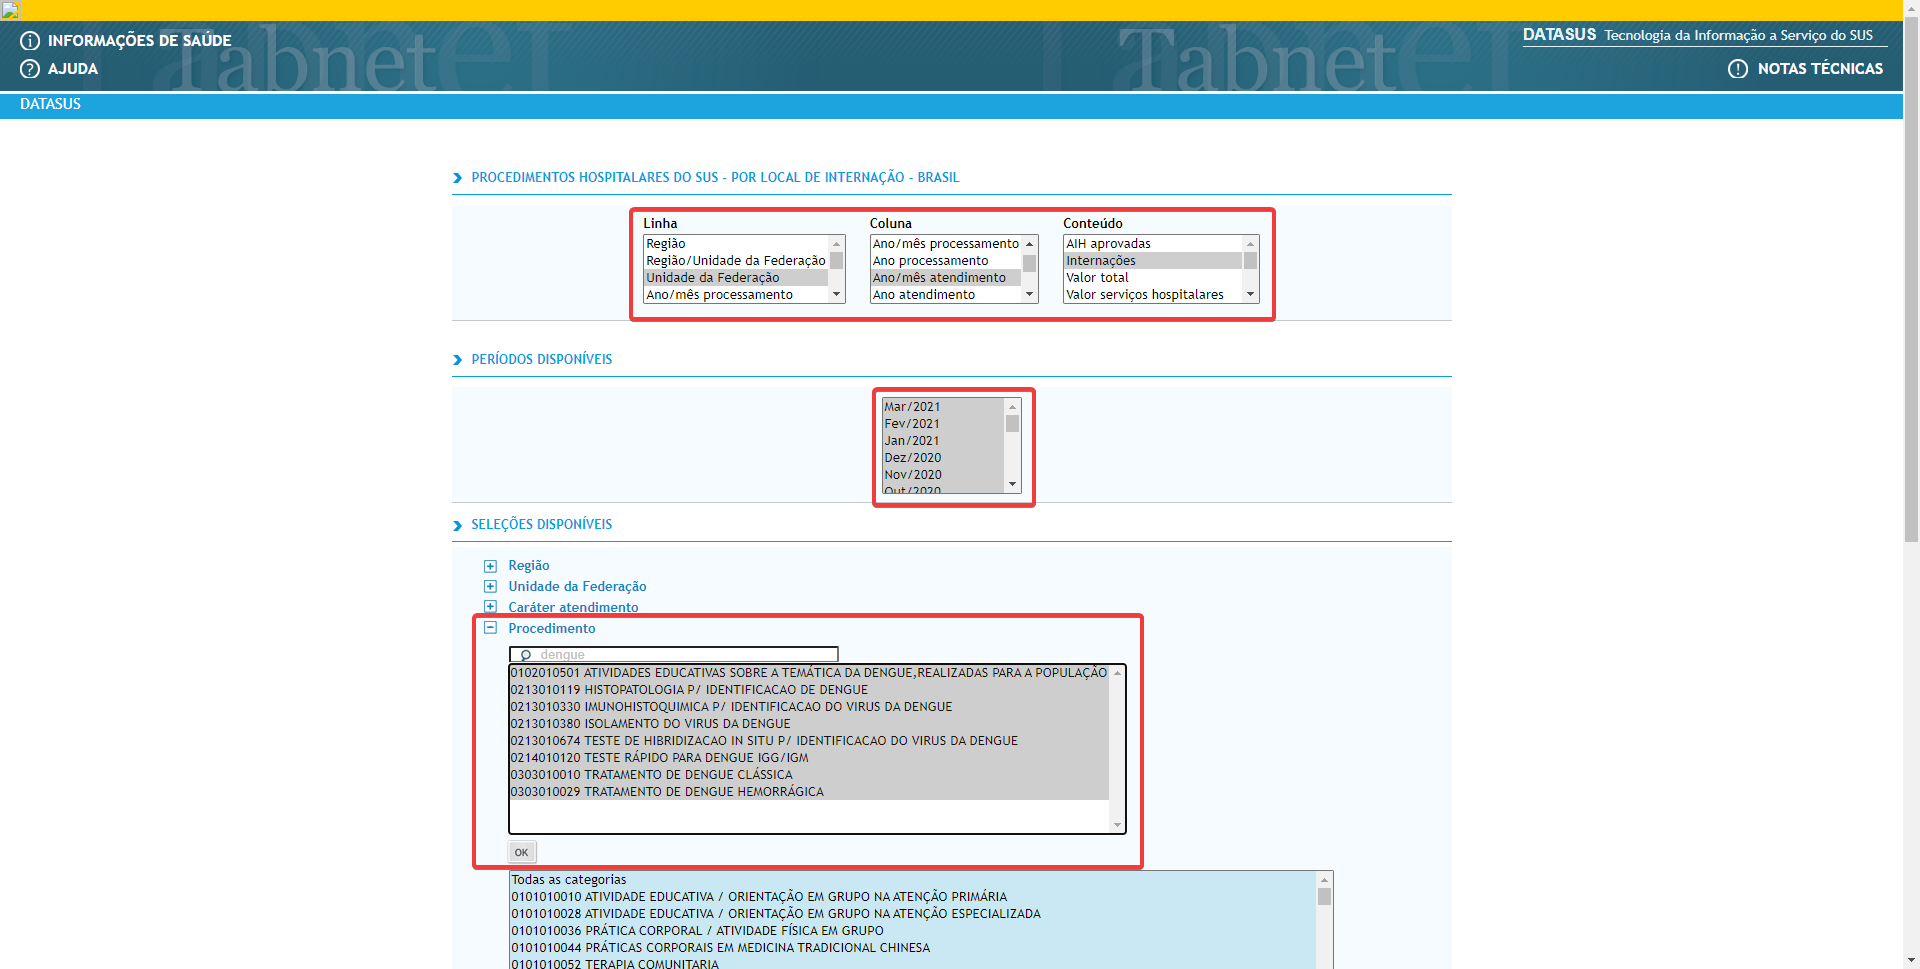 INFORMAÇÕES DE SAÚDE
AJUDA
Tabnet
Tabnet
DATASUS Tecnologia da Informação a Serviço do SUS
NOTAS TÉCNICAS
DATASUS
PROCEDIMENTOS HOSPITALARES DO SUS - POR LOCAL DE INTERNAÇÃO - BRASIL
Linha
Região
Região/Unidade da Federação
Unidade da Federação
Ano/mês processamento
Coluna
Ano/mês processamento
Ano processamento
Ano/mês atendimento
Ano atendimento
Conteúdo
AIH aprovadas
Internações
Valor total
Valor serviços hospitalares
PERÍODOS DISPONÍVEIS
Mar/2021
Fev/2021
Jan/2021
Dez/2020
Nov/2020
Out/2020
SELEÇÕES DISPONÍVEIS
Região
Unidade da Federação
Caráter atendimento
Procedimento
dengue
0102010501 ATIVIDADES EDUCATIVAS SOBRE A TEMÁTICA DA DENGUE,REALIZADAS PARA A POPULAÇÃO
0213010119 HISTOPATOLOGIA P/ IDENTIFICACAO DE DENGUE
0213010330 IMUNOHISTOQUIMICA P/ IDENTIFICACAO DO VIRUS DA DENGUE
0213010380 ISOLAMENTO DO VIRUS DA DENGUE
0213010674 TESTE DE HIBRIDIZACAO IN SITU P/ IDENTIFICACAO DO VIRUS DA DENGUE
0214010120 TESTE RÁPIDO PARA DENGUE IGG/IGM
0303010010 TRATAMENTO DE DENGUE CLÁSSICA
0303010029 TRATAMENTO DE DENGUE HEMORRÁGICA
OK
Todas as categorias
0101010010 ATIVIDADE EDUCATIVA / ORIENTAÇÃO EM GRUPO NA ATENÇÃO PRIMÁRIA
0101010028 ATIVIDADE EDUCATIVA / ORIENTAÇÃO EM GRUPO NA ATENÇÃO ESPECIALIZADA
0101010036 PRÁTICA CORPORAL / ATIVIDADE FÍSICA EM GRUPO
0101010044 PRÁTICAS CORPORAIS EM MEDICINA TRADICIONAL CHINESA
0101010052 TERAPIA COMUNITARIA